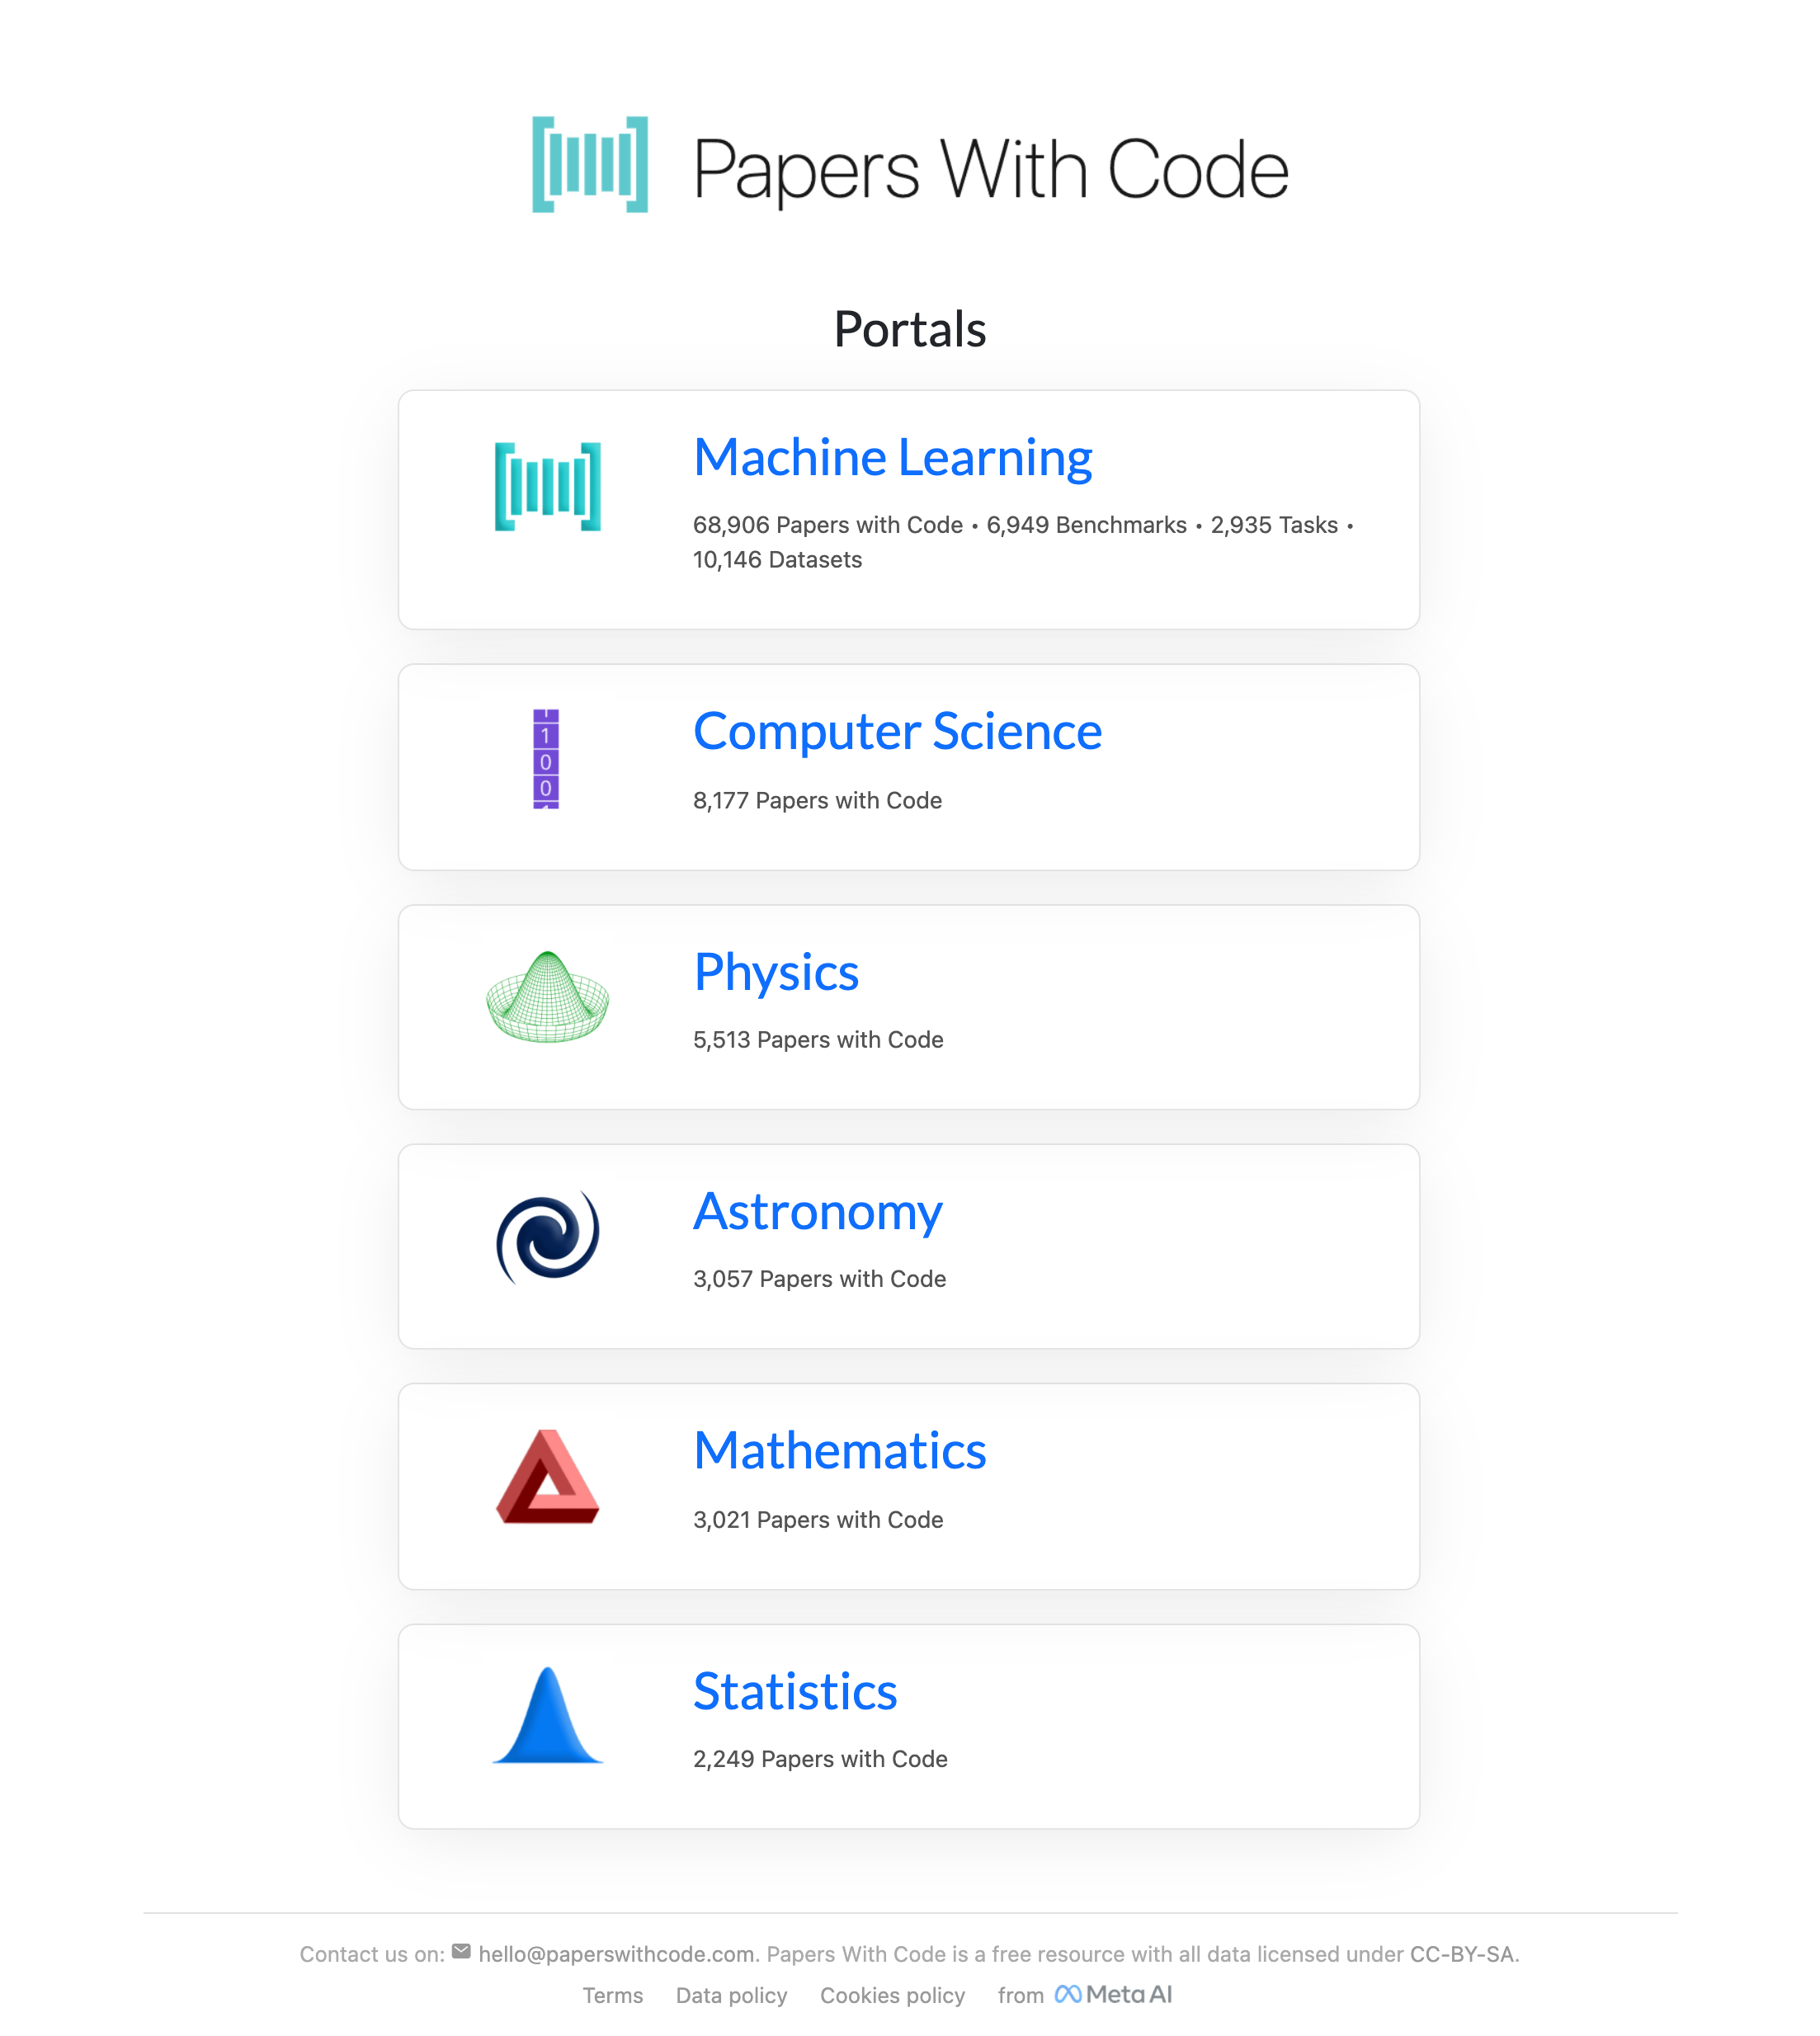 Papers With Code
Portals
Machine Learning
68,906 Papers with Code • 6,949 Benchmarks • 2,935 Tasks •
10,146 Datasets
1
0
0
Computer Science
8,177 Papers with Code
Physics
5,513 Papers with Code
Astronomy
3,057 Papers with Code
Mathematics
3,021 Papers with Code
Statistics
2,249 Papers with Code
Contact us on: hello@paperswithcode.com. Papers With Code is a free resource with all data licensed under CC-BY-SA.
Terms Data policy Cookies policy from Meta AI